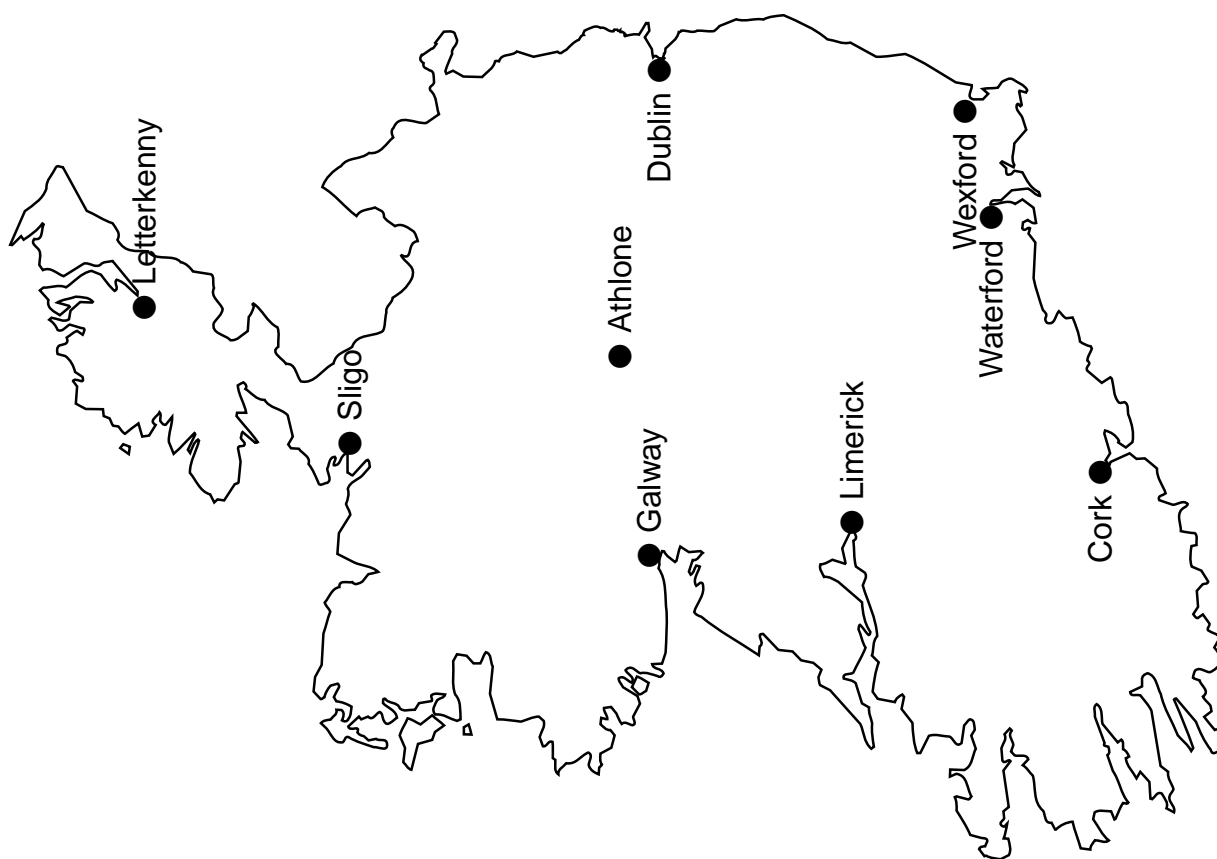 Letterkenny
Sligo
Galway
Athlone
Dublin
Limerick
Cork
Waterford
Wexford